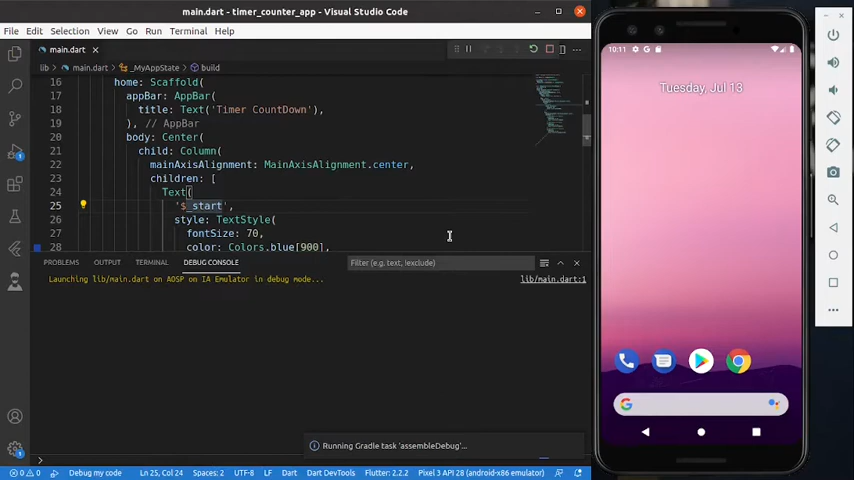 main.dart - timer_counter_app - Visual Studio Code
File Edit Selection View Go Run Terminal Help
main.dart
lib > main.dart > _MyAppState > build
16 home: Scaffold(
17 appBar: AppBar(
18 title: Text('Timer CountDown'),
19 ), // AppBar
20 body: Center(
21 child: Column(
22 mainAxisAlignment: MainAxisAlignment.center,
23 children: [
24 Text(
25 '$_start',
26 style: TextStyle(
27 fontSize: 70,
28 color: Colors.blue[900],
PROBLEMS OUTPUT TERMINAL DEBUG CONSOLE
Filter (e.g. text, !exclude)
Launching lib/main.dart on AOSP on IA Emulator in debug mode...
lib/main.dart:1
Running Gradle task 'assembleDebug'...
0 0 Debug my code Ln 25, Col 24 Spaces: 2 UTF-8 LF Dart Dart DevTools Flutter: 2.2.2 Pixel 3 API 28 (android-x86 emulator)
10:11
Tuesday, Jul 13